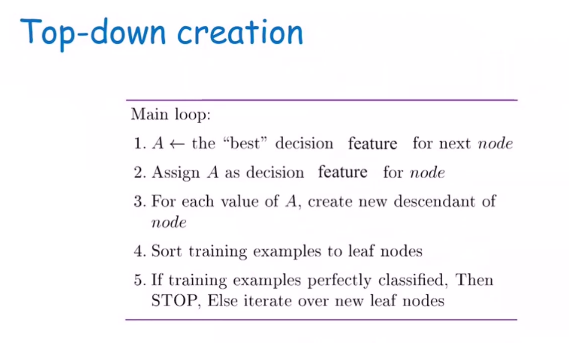 Top-down creation
Main loop:
1. A ← the “best” decision feature for next node
2. Assign A as decision feature for node
3. For each value of A, create new descendant of
node
4. Sort training examples to leaf nodes
5. If training examples perfectly classified, Then
STOP, Else iterate over new leaf nodes